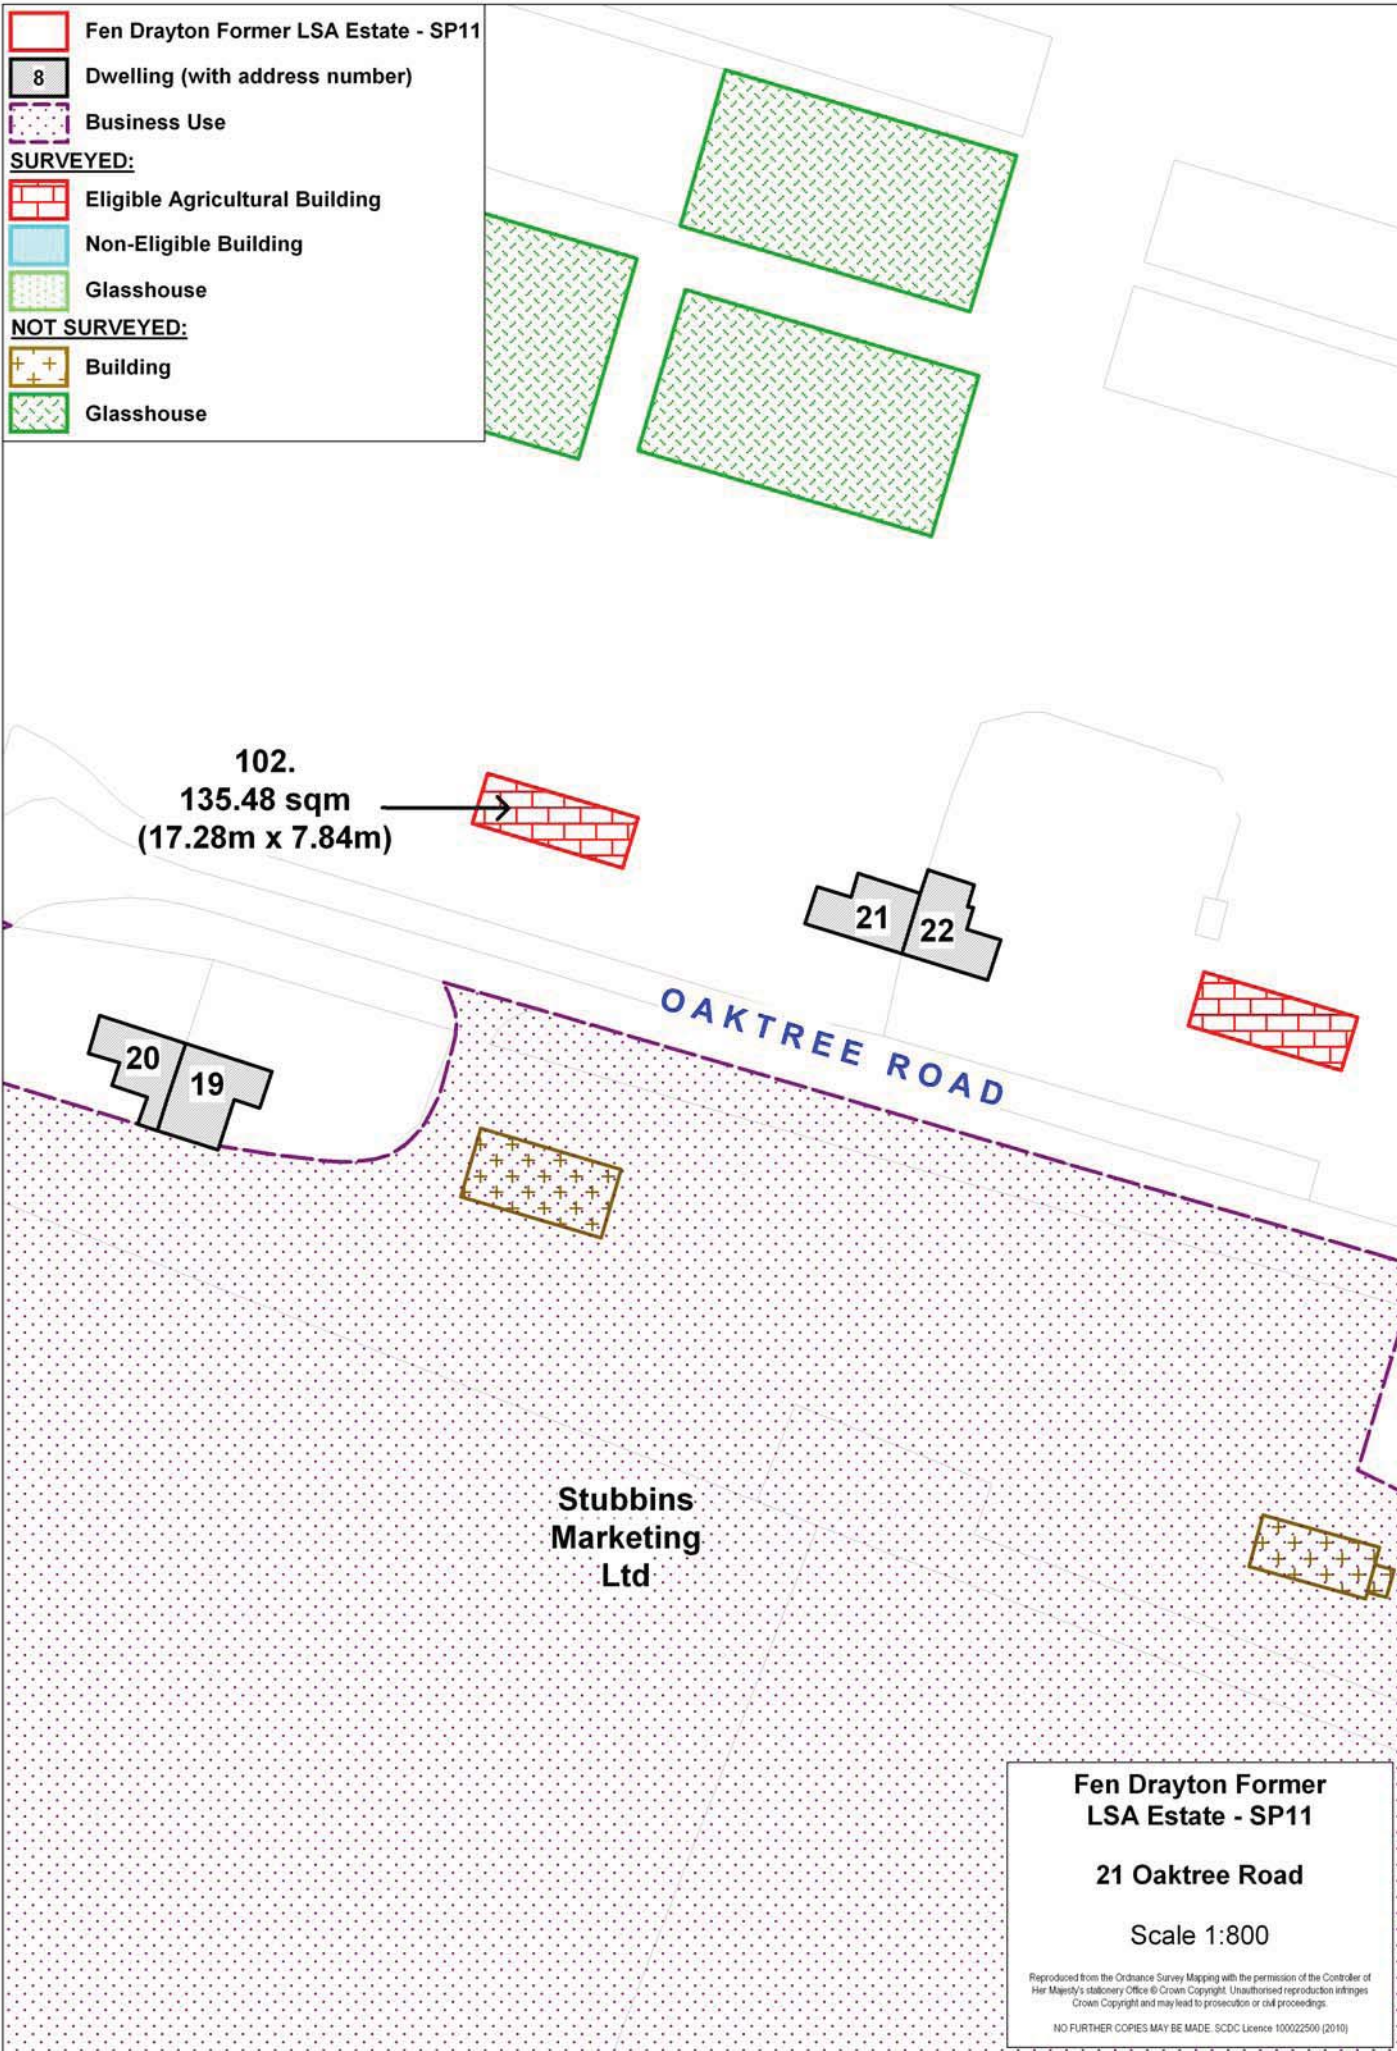 Fen Drayton Former LSA Estate - SP11
8 Dwelling (with address number)
Business Use
SURVEYED:
Eligible Agricultural Building
Non-Eligible Building
Glasshouse
NOT SURVEYED:
Building
Glasshouse
102.
135.48 sqm
(17.28m x 7.84m)
21
22
OAKTREE ROAD
20
19
Stubbins
Marketing
Ltd
Fen Drayton Former
LSA Estate - SP11
21 Oaktree Road
Scale 1:800
Reproduced from the Ordnance Survey Mapping with the permission of the Controller of
Her Majesty's stationery Office © Crown Copyright. Unauthorised reproduction infringes
Crown Copyright and may lead to prosecution or civil proceedings.
NO FURTHER COPIES MAY BE MADE. SCDC Licence 100022500 (2010)